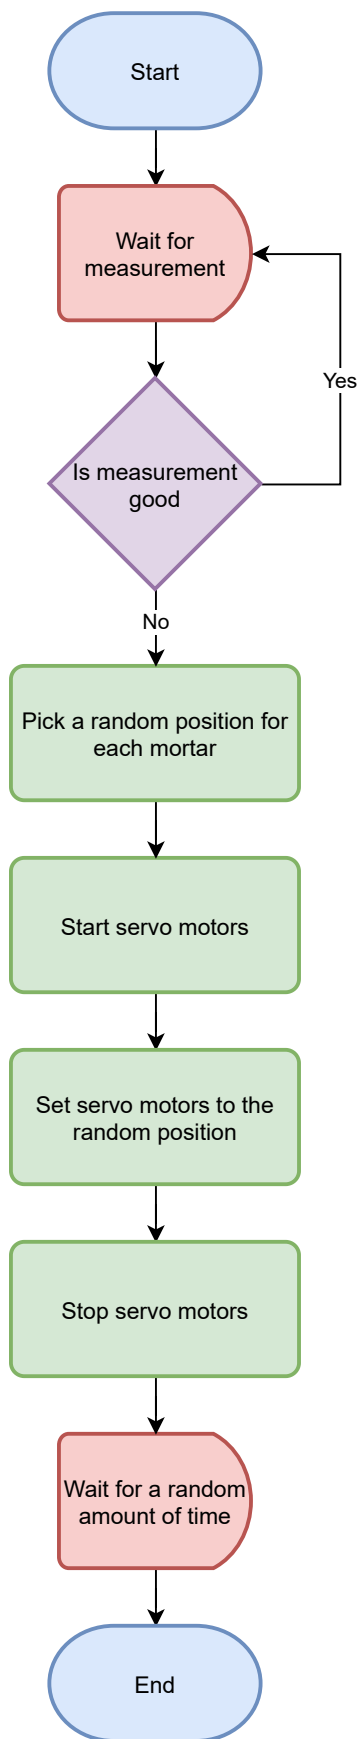 Start
Wait for
measurement
Yes
Is measurement
good
No
Pick a random position for
each mortar
Start servo motors
Set servo motors to the
random position
Stop servo motors
Wait for a random
amount of time
End